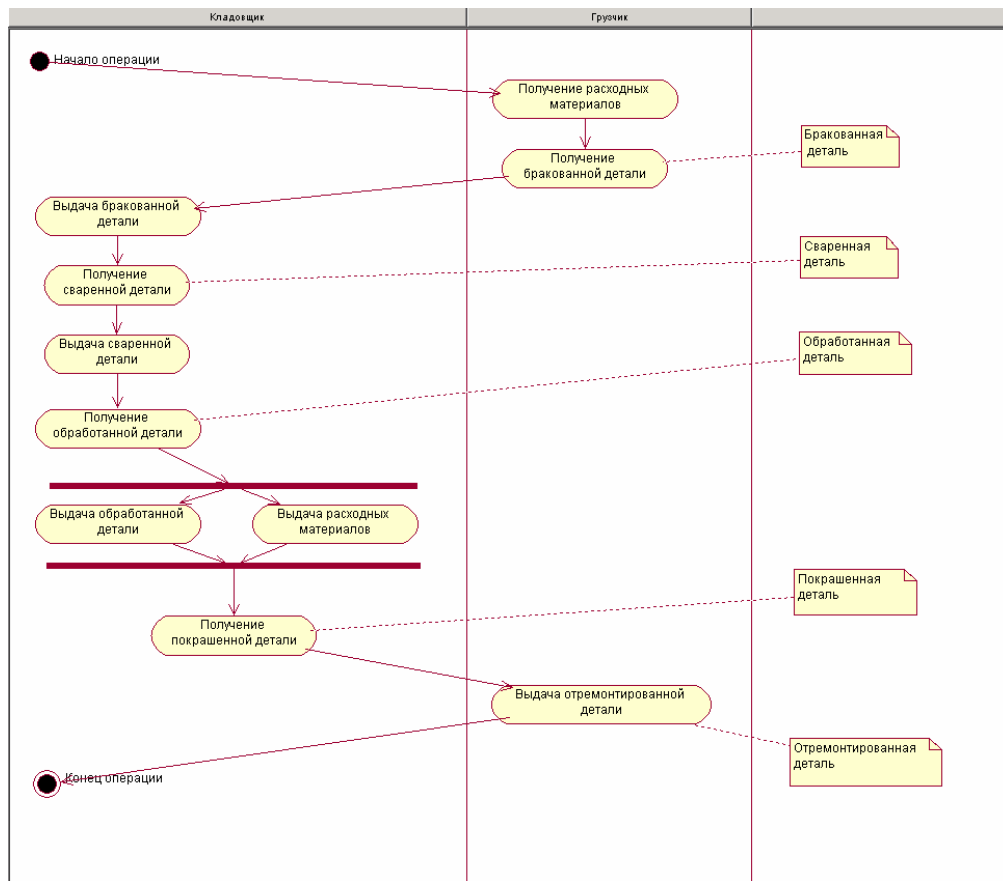 Кладовщик
Грузчик
Начало операции
Получение расходных
материалов
Получение
бракованной детали
Бракованная
деталь
Выдача бракованной
детали
Получение
сваренной детали
Сваренная
деталь
Выдача сваренной
детали
Обработанная
деталь
Получение
обработанной детали
Выдача обработанной
детали
Выдача расходных
материалов
Покрашенная
деталь
Получение
покрашенной детали
Выдача отремонтированной
детали
Отремонтированная
деталь
Конец операции